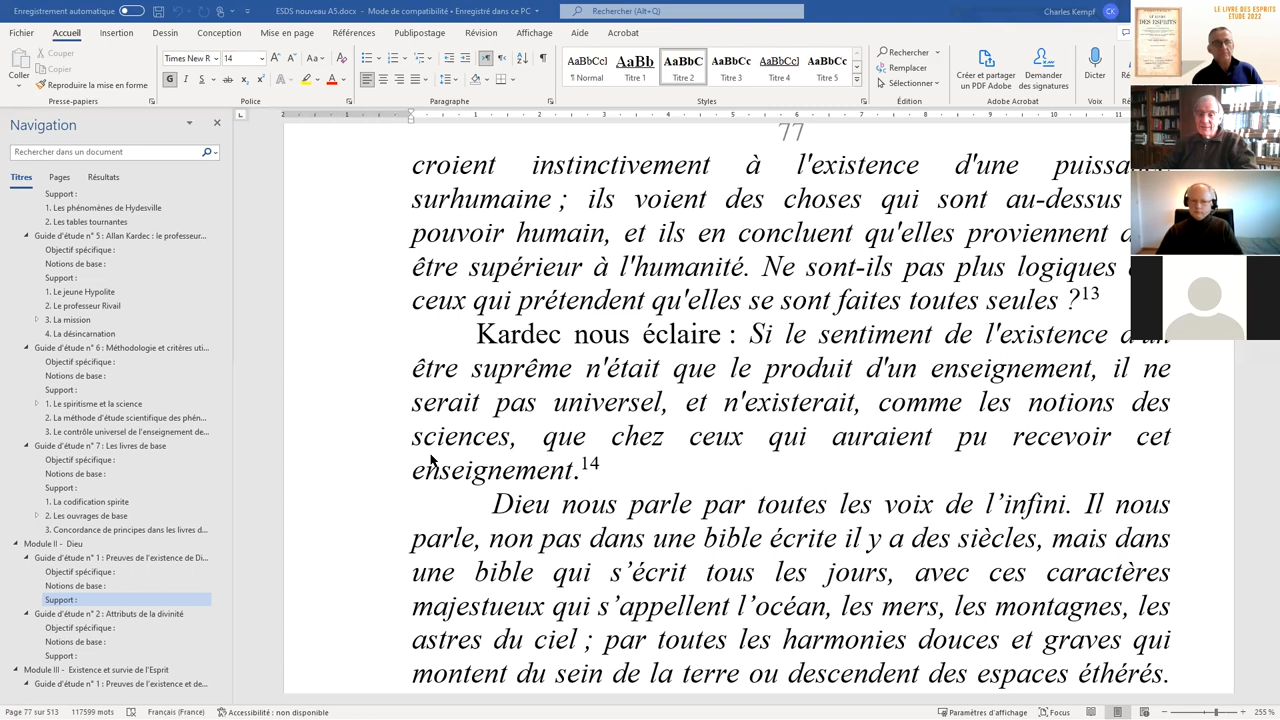 Enregistrement automatique
ESDS nouveau A5.docx - Mode de compatibilité • Enregistré dans ce PC
Rechercher (Alt+Q)
Charles Kempf
CK
LE LIVRE DES ESPRITS
ETUDE 2022
Fichier Accueil Insertion Dessin Conception Mise en page Références Publipostage Révision Affichage Aide Acrobat
Coller
Couper
Copier
Reproduire la mise en forme
Presse-papiers
Times New R
14
G I S
Police
Paragraphe
AaBbCcI AaBb AaBbC AaBbCc AaBbCcI AaBbCc
¶ Normal Titre 1 Titre 2 Titre 3 Titre 4 Titre 5
Styles
Rechercher
Remplacer
Sélectionner
Édition
Créer et partager un PDF Adobe
Demander des signatures
Adobe Acrobat
Dicter
Voix
Navigation
Rechercher dans un document
Titres Pages Résultats
Support :
1. Les phénomènes de Hydesville
2. Les tables tournantes
Guide d'étude n° 5 : Allan Kardec : le professeur...
Objectif spécifique :
Notions de base :
Support :
1. Le jeune Hypolite
2. Le professeur Rivail
3. La mission
4. La désincarnation
Guide d'étude n° 6 : Méthodologie et critères uti...
Objectif spécifique :
Notions de base :
Support :
1. Le spiritisme et la science
2. La méthode d'étude scientifique des phén...
3. Le contrôle universel de l'enseignement de...
Guide d'étude n° 7 : Les livres de base
Objectif spécifique :
Notions de base :
Support :
1. La codification spirite
2. Les ouvrages de base
3. Concordance de principes dans les livres d...
Module II - Dieu
Guide d'étude n° 1 : Preuves de l'existence de Di...
Objectif spécifique :
Notions de base :
Support :
Guide d'étude n° 2 : Attributs de la divinité
Objectif spécifique :
Notions de base :
Support :
Module III - Existence et survie de l'Esprit
Guide d'étude n° 1 : Preuves de l'existence et de...
77
croient instinctivement à l'existence d'une
surhumaine ; ils voient des choses qui sont au-dessus
pouvoir humain, et ils en concluent qu'elles proviennent
être supérieur à l'humanité. Ne sont-ils pas plus logiques
ceux qui prétendent qu'elles se sont faites toutes seules ?13
Kardec nous éclaire : Si le sentiment de l'existence d'un
être suprême n'était que le produit d'un enseignement, il ne
serait pas universel, et n'existerait, comme les notions des
sciences, que chez ceux qui auraient pu recevoir cet
enseignement.14
Dieu nous parle par toutes les voix de l’infini. Il nous
parle, non pas dans une bible écrite il y a des siècles, mais dans
une bible qui s’écrit tous les jours, avec ces caractères
majestueux qui s’appellent l’océan, les mers, les montagnes, les
astres du ciel ; par toutes les harmonies douces et graves qui
montent du sein de la terre ou descendent des espaces éthérés.
Page 77 sur 513 117599 mots Français (France) Accessibilité : non disponible
Paramètres d'affichage Focus 255 %